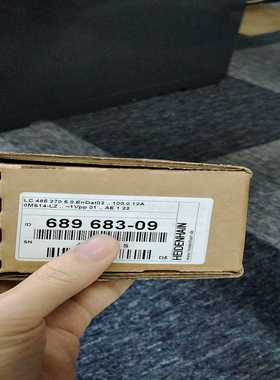 LC 485 270 5.0 EnDat02 .. 100.0.12A
0MS14-LZ .. ~1Vpp 01 .. AE 1 22
ID 689 683-09
SN
S
HEIDENHAIN